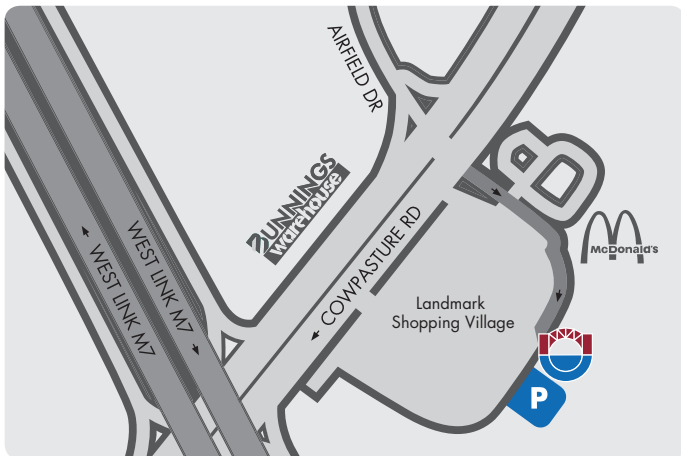 AIRFIELD DR
BUNNINGS
warehouse
McDonald's
WEST LINK M7
WEST LINK M7
COWPASTURE RD
Landmark
Shopping Village
P